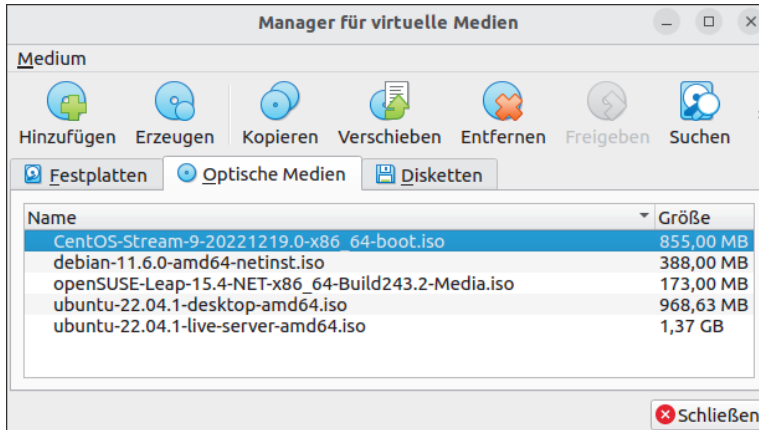 Manager für virtuelle Medien
Medium
Hinzufügen Erzeugen Kopieren Verschieben Entfernen Freigeben Suchen
Festplatten Optische Medien Disketten
Name Größe
CentOS-Stream-9-20221219.0-x86_64-boot.iso 855,00 MB
debian-11.6.0-amd64-netinst.iso 388,00 MB
openSUSE-Leap-15.4-NET-x86_64-Build243.2-Media.iso 173,00 MB
ubuntu-22.04.1-desktop-amd64.iso 968,63 MB
ubuntu-22.04.1-live-server-amd64.iso 1,37 GB
Schließen